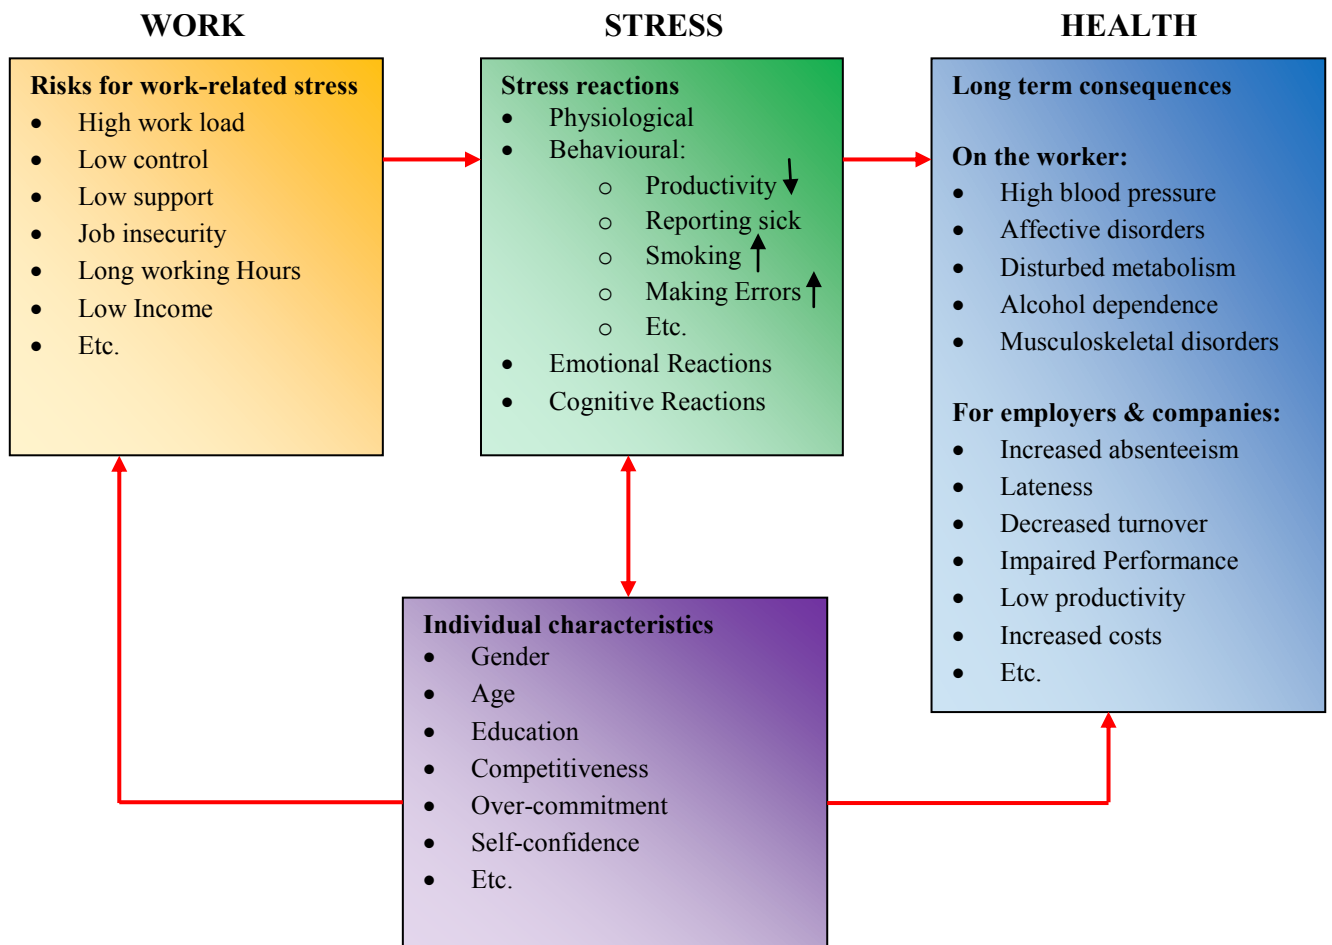 WORK
STRESS
HEALTH
Risks for work-related stress
• High work load
• Low control
• Low support
• Job insecurity
• Long working Hours
• Low Income
• Etc.
Stress reactions
• Physiological
• Behavioural:
o Productivity ↓
o Reporting sick
o Smoking ↑
o Making Errors ↑
o Etc.
• Emotional Reactions
• Cognitive Reactions
Long term consequences
On the worker:
• High blood pressure
• Affective disorders
• Disturbed metabolism
• Alcohol dependence
• Musculoskeletal disorders
For employers & companies:
• Increased absenteeism
• Lateness
• Decreased turnover
• Impaired Performance
• Low productivity
• Increased costs
• Etc.
Individual characteristics
• Gender
• Age
• Education
• Competitiveness
• Over-commitment
• Self-confidence
• Etc.